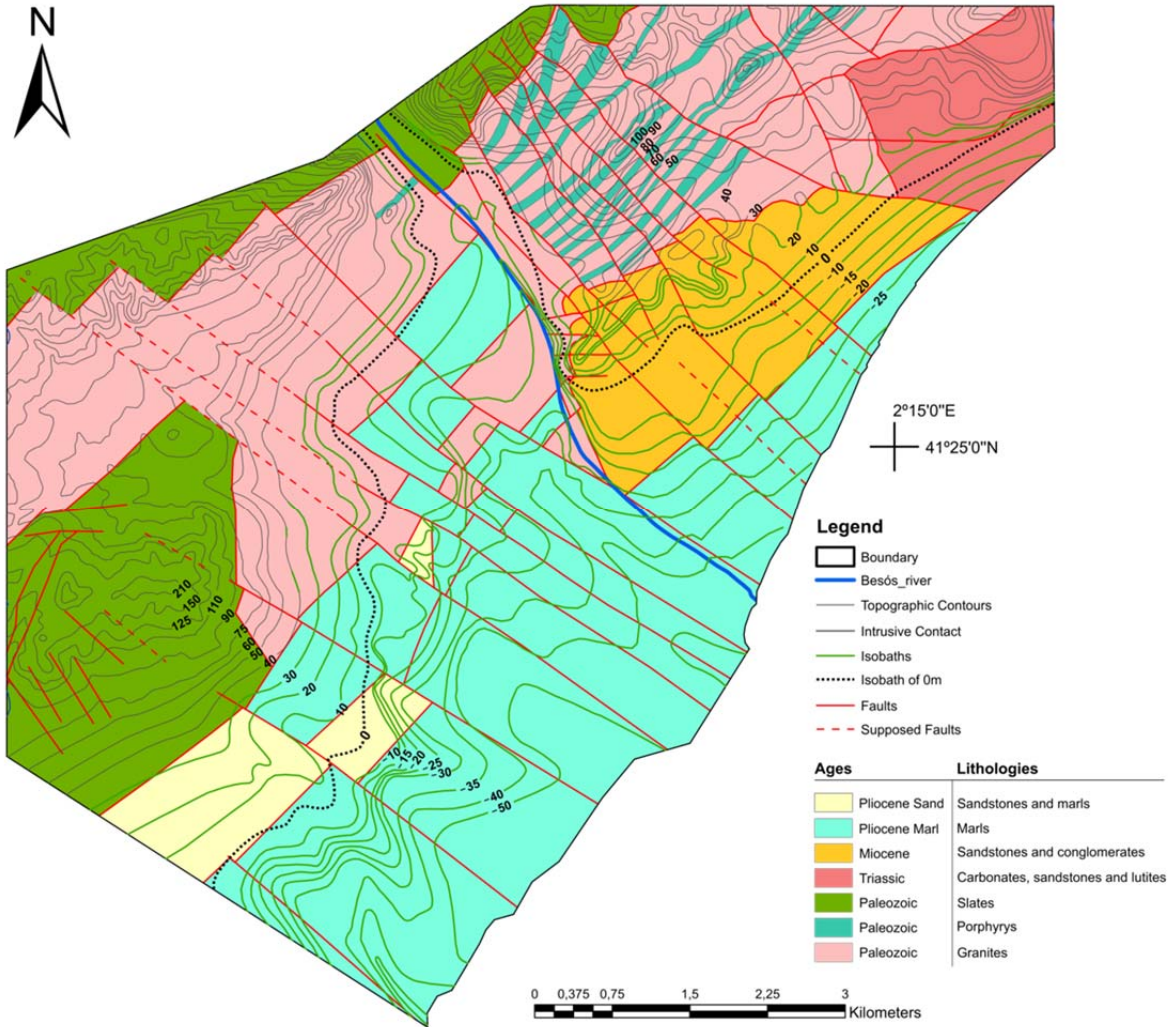 N
100
90
80
70
60
50
40
30
20
10
0
-10
-15
-20
-25
210
150
125
110
90
75
60
50
40
30
20
10
0
-10
-15
-20
-25
-30
-35
-40
-50
2º15'0"E
41º25'0"N
Legend
Boundary
Besós_river
Topographic Contours
Intrusive Contact
Isobaths
Isobath of 0m
Faults
Supposed Faults
Ages Lithologies
Pliocene Sand Sandstones and marls
Pliocene Marl Marls
Miocene Sandstones and conglomerates
Triassic Carbonates, sandstones and lutites
Paleozoic Slates
Paleozoic Porphyrys
Paleozoic Granites
0 0,375 0,75 1,5 2,25 3
Kilometers